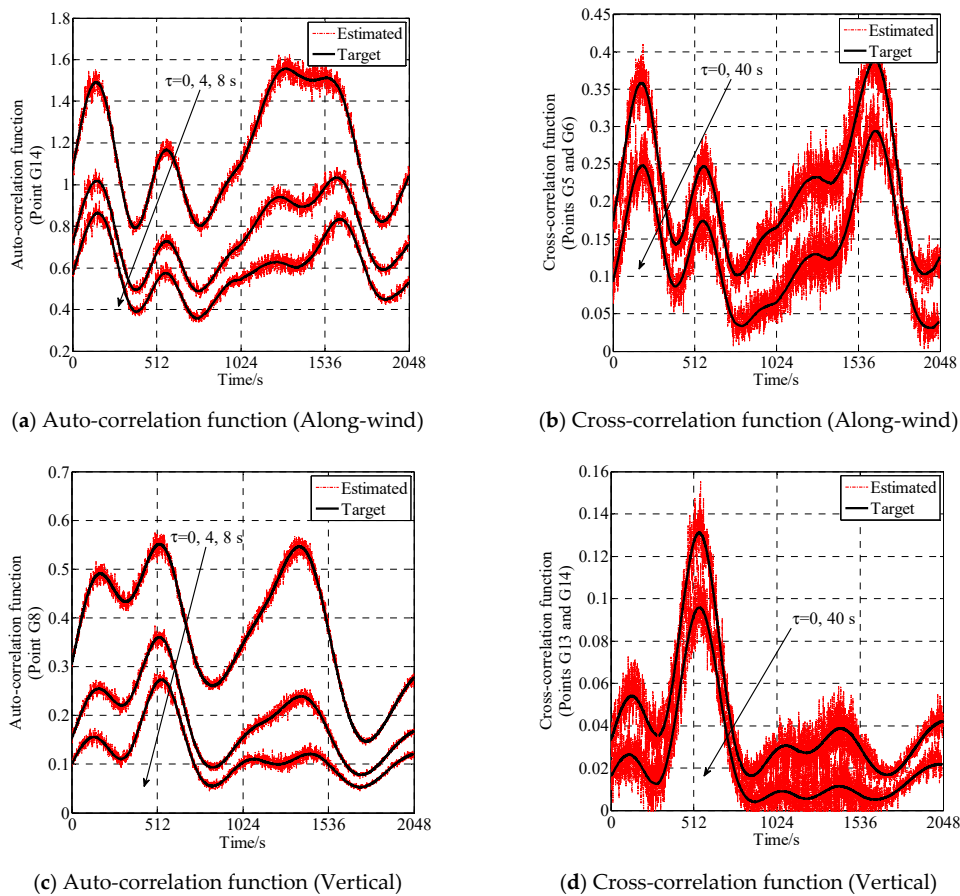 1.8
1.6
1.4
1.2
1
0.8
0.6
0.4
0.2
Auto-correlation function
(Point G14)
τ=0, 4, 8 s
Estimated
Target
0 512 1024 1536 2048
Time/s
(a) Auto-correlation function (Along-wind)
0.45
0.4
0.35
0.3
0.25
0.2
0.15
0.1
0.05
0
Cross-correlation function
(Points G5 and G6)
τ=0, 40 s
Estimated
Target
0 512 1024 1536 2048
Time/s
(b) Cross-correlation function (Along-wind)
0.7
0.6
0.5
0.4
0.3
0.2
0.1
0
Auto-correlation function
(Point G8)
τ=0, 4, 8 s
Estimated
Target
0 512 1024 1536 2048
Time/s
(c) Auto-correlation function (Vertical)
0.16
0.14
0.12
0.1
0.08
0.06
0.04
0.02
0
Cross-correlation function
(Points G13 and G14)
τ=0, 40 s
Estimated
Target
0 512 1024 1536 2048
Time/s
(d) Cross-correlation function (Vertical)